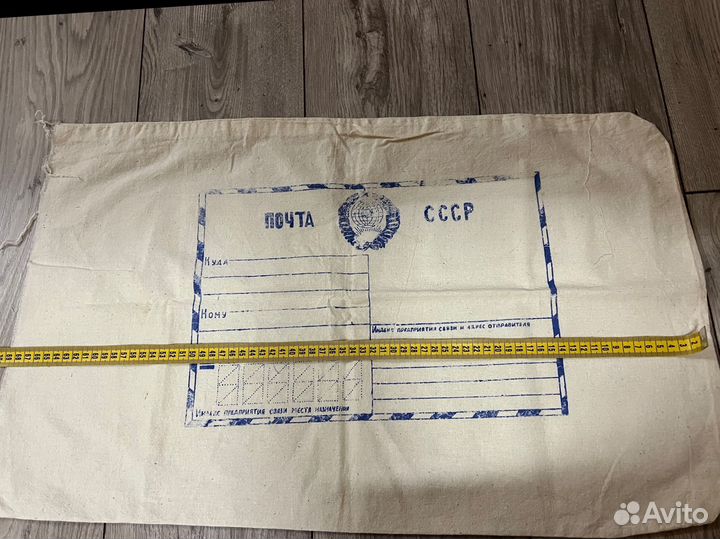 ПОЧТА СССР
Куда
Кому
Индекс предприятия связи и адрес отправителя
Индекс предприятия связи места назначения
Avito